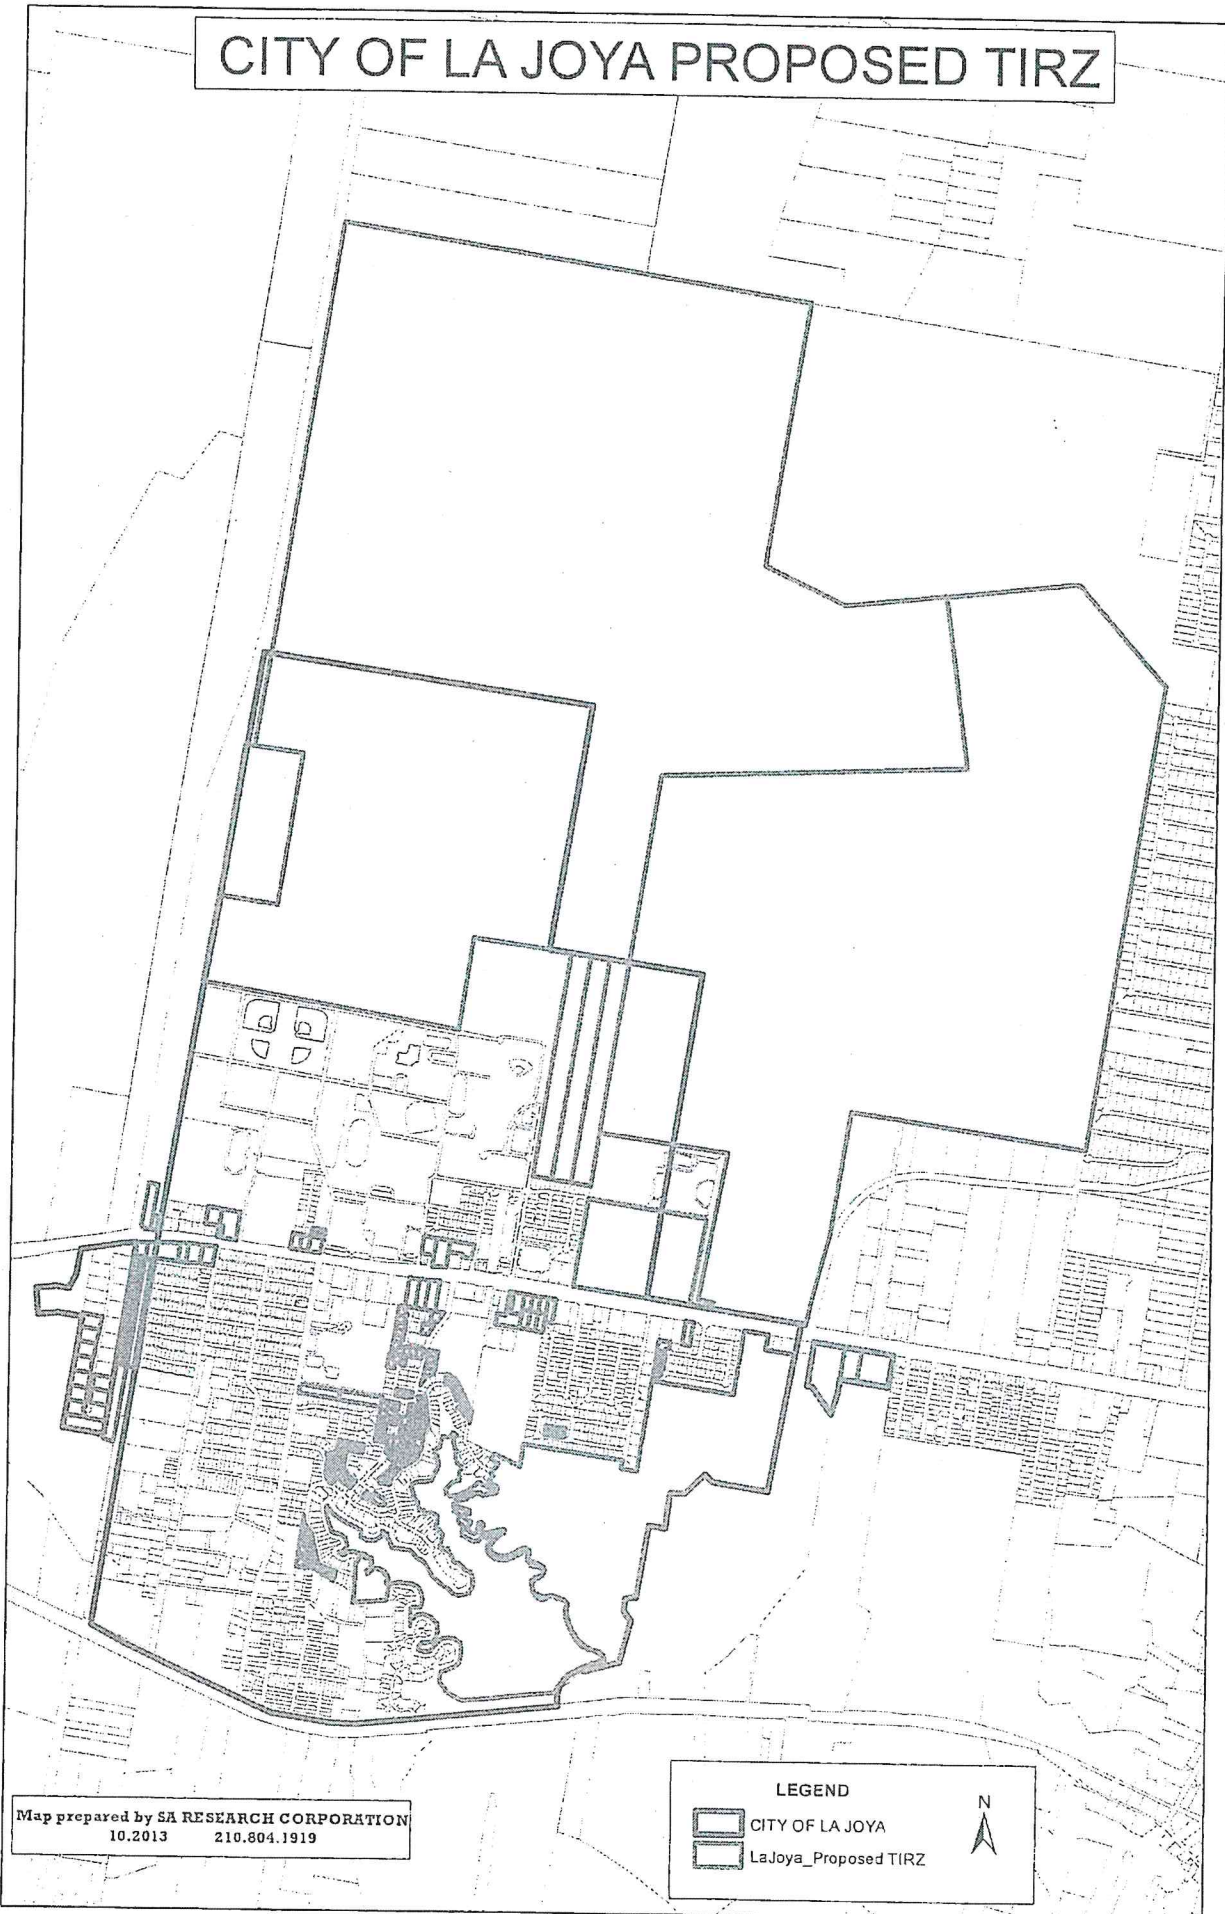 CITY OF LA JOYA PROPOSED TIRZ
Map prepared by SA RESEARCH CORPORATION
10.2013 210.804.1919
LEGEND
CITY OF LA JOYA
LaJoya_Proposed TIRZ
N